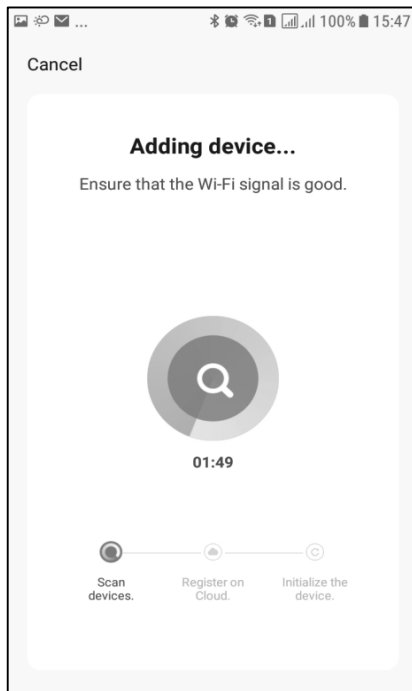 ... 100% 15:47
Cancel
Adding device...
Ensure that the Wi-Fi signal is good.
01:49
Scan devices.
Register on Cloud.
Initialize the device.